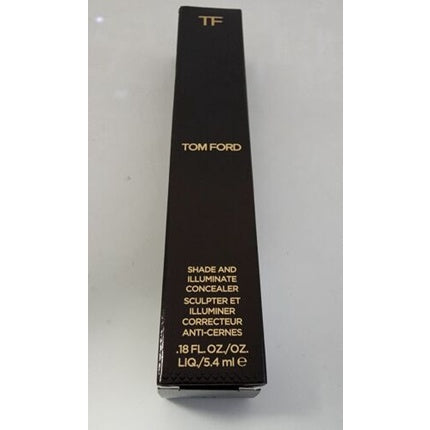 TF
TOM FORD
SHADE AND
ILLUMINATE
CONCEALER
SCULPTER ET
ILLUMINER
CORRECTEUR
ANTI-CERNES
.18 FL. OZ./OZ.
LIQ./5.4 ml ℮